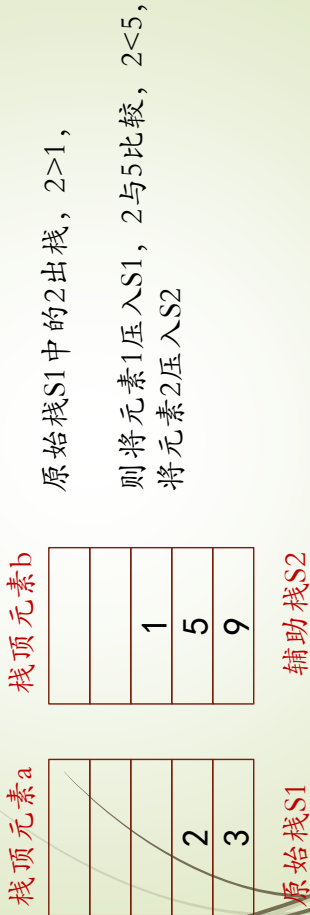 栈顶元素a
栈顶元素b
原始栈S1中的2出栈，2>1，
则将元素1压入S1，2与5比较，2<5，
将元素2压入S2
1
2
5
3
9
原始栈S1
辅助栈S2